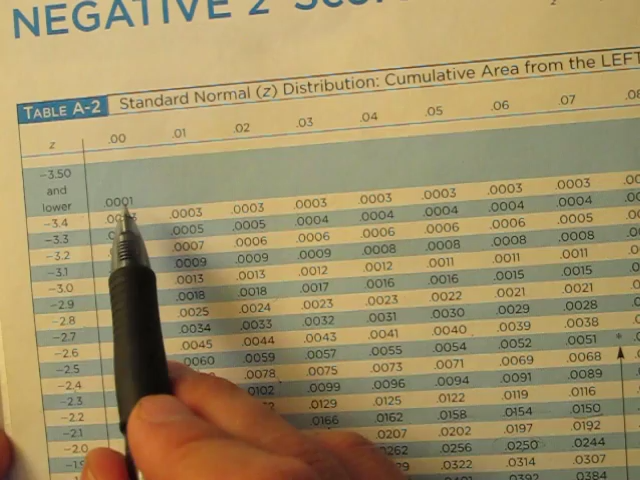 NEGATIVE z
TABLE A-2 Standard Normal (z) Distribution: Cumulative Area from the LEFT
z .00 .01 .02 .03 .04 .05 .06 .07 .08
−3.50
and
lower .0001
−3.4 .0003 .0003 .0003 .0003 .0003 .0003 .0003
−3.3 .0005 .0005 .0004 .0004 .0004 .0004 .0004
−3.2 .0007 .0006 .0006 .0006 .0006 .0006 .0005
−3.1 .0009 .0009 .0009 .0008 .0008 .0008 .0008
−3.0 .0013 .0013 .0012 .0012 .0011 .0011 .0011
−2.9 .0018 .0018 .0017 .0016 .0016 .0015 .0015
−2.8 .0025 .0024 .0023 .0023 .0022 .0021 .0021
−2.7 .0034 .0033 .0032 .0031 .0030 .0029 .0028
−2.6 .0045 .0044 .0043 .0041 .0040 .0039 .0038
−2.5 .0060 .0059 .0057 .0055 .0054 .0052 .0051 *
−2.4 .0078 .0075 .0073 .0071 .0069 .0068
−2.3 .0102 .0099 .0096 .0094 .0091 .0089
−2.2 .0129 .0125 .0122 .0119 .0116
−2.1 .0166 .0162 .0158 .0154 .0150
−2.0 .0207 .0202 .0197 .0192
.0256 .0250 .0244
.0322 .0314 .0307
.0392 .0384